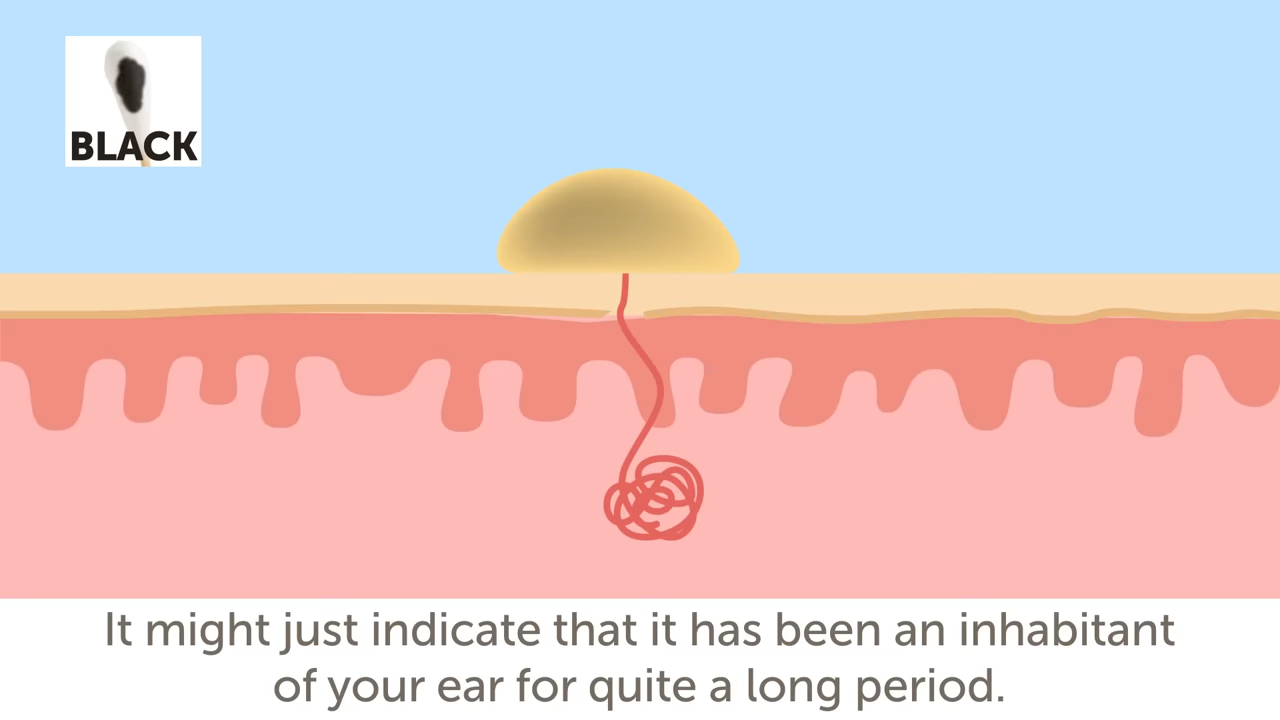 BLACK
It might just indicate that it has been an inhabitant
of your ear for quite a long period.